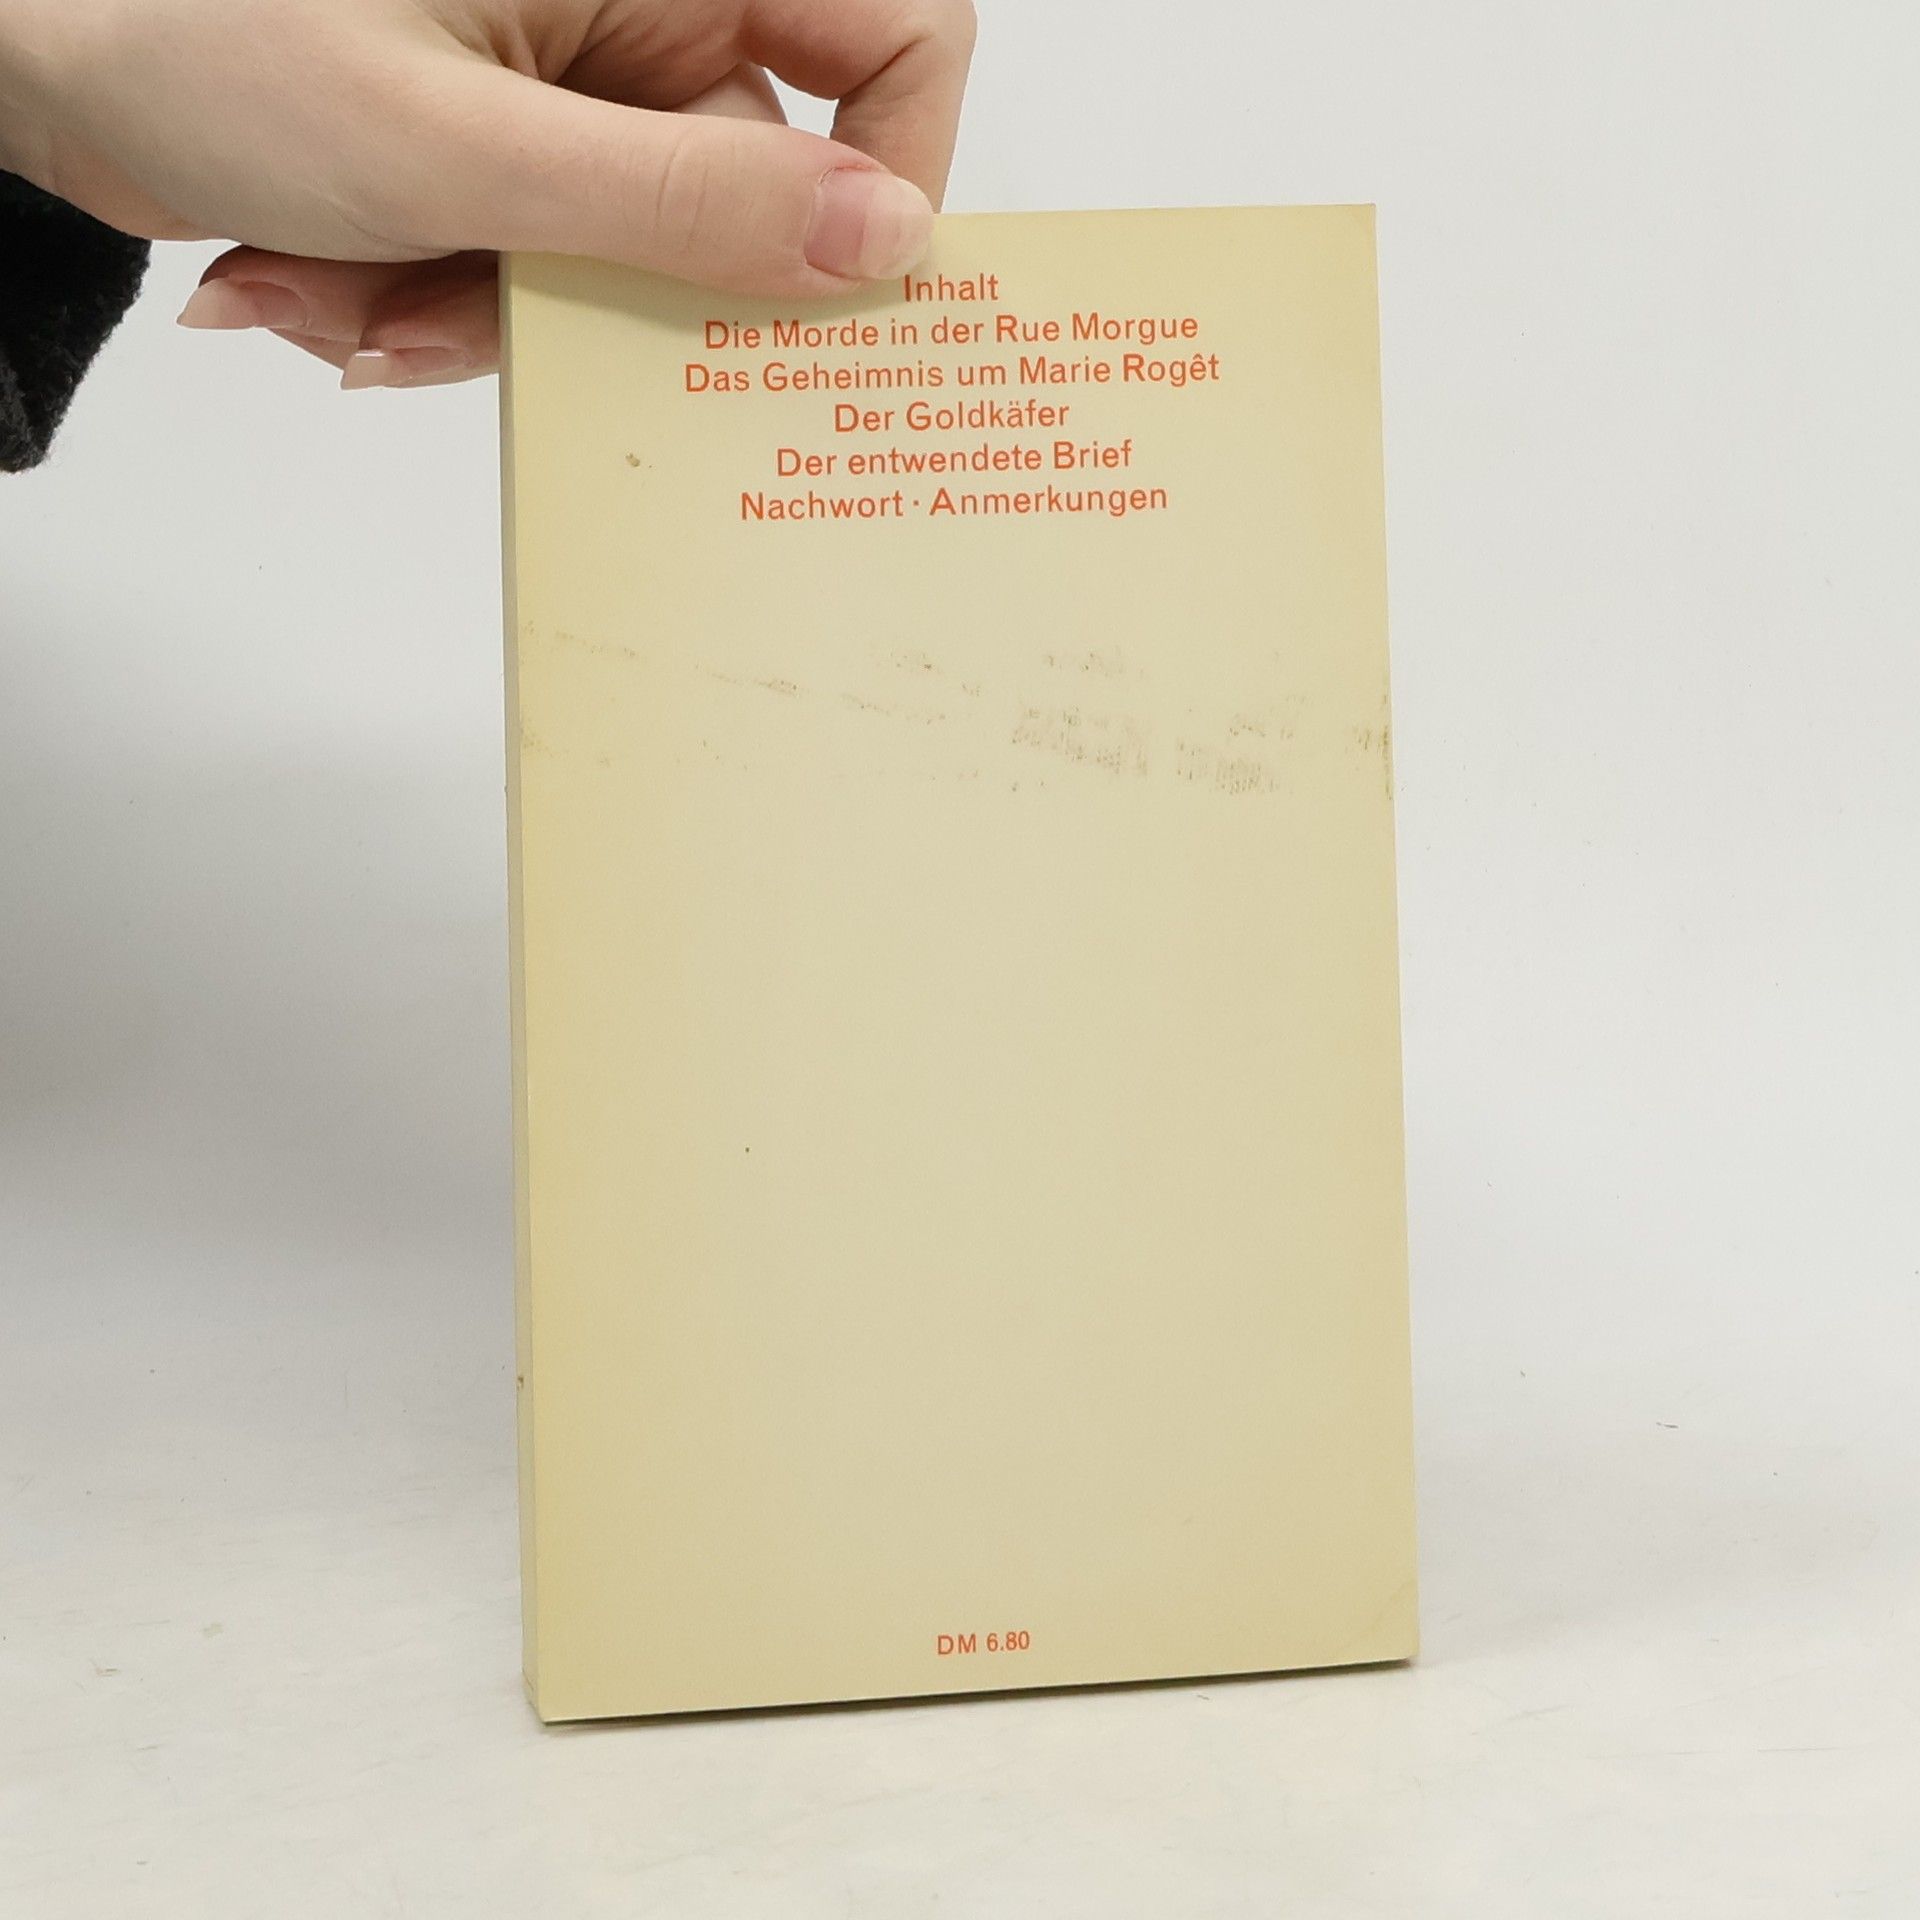 Inhalt
Die Morde in der Rue Morgue
Das Geheimnis um Marie Rogêt
Der Goldkäfer
Der entwendete Brief
Nachwort · Anmerkungen
DM 6.80